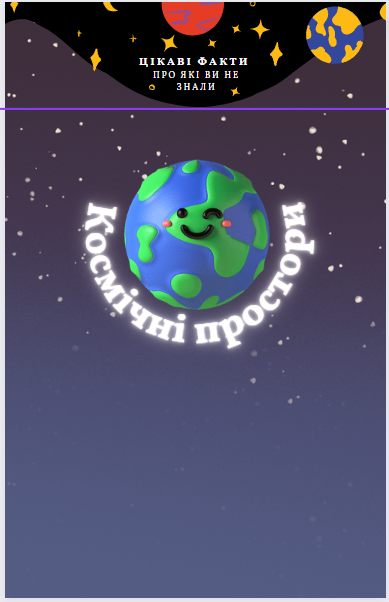 ЦІКАВІ ФАКТИ
ПРО ЯКІ ВИ НЕ
ЗНАЛИ
Космічні простори